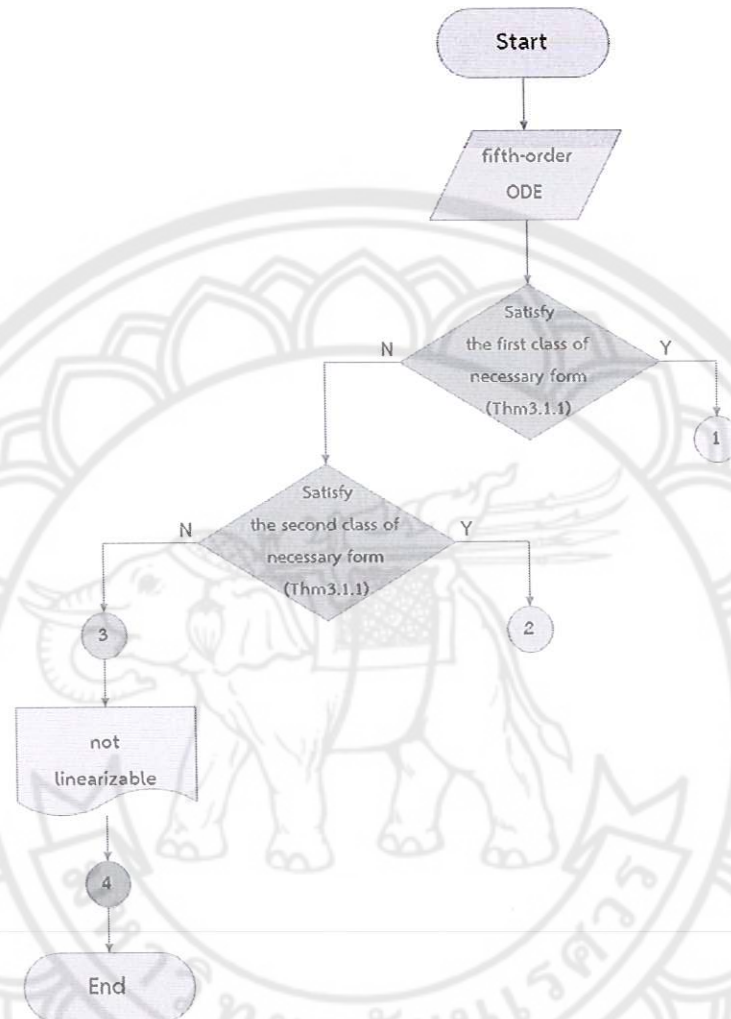 Start
fifth-order
ODE
Satisfy
the first class of
necessary form
(Thm3.1.1)
N
Y
1
Satisfy
the second class of
necessary form
(Thm3.1.1)
N
Y
3
2
not
linearizable
4
End